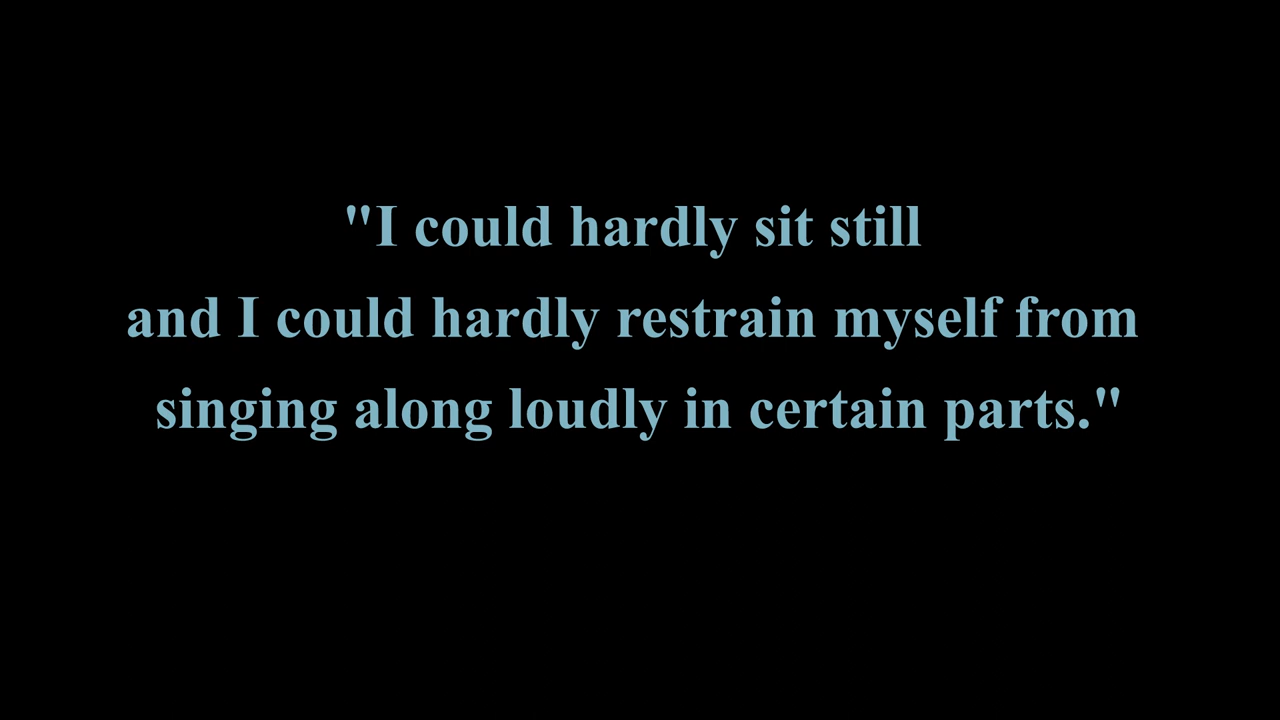 "I could hardly sit still
and I could hardly restrain myself from
singing along loudly in certain parts."